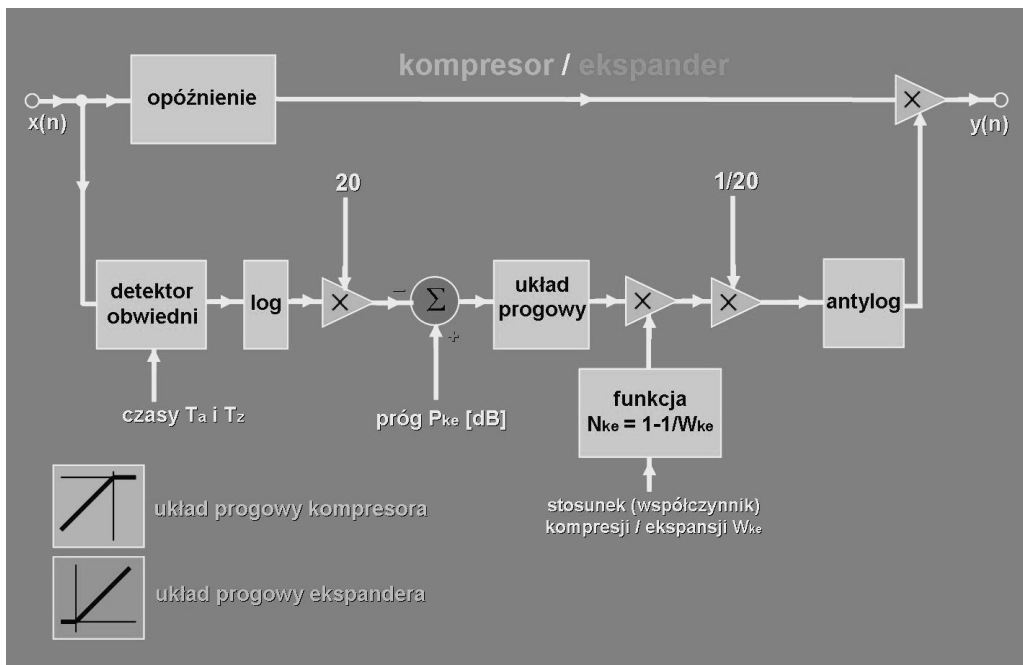 kompresor / ekspander
opóźnienie
×
x(n)
y(n)
20
1/20
detektor
obwiedni
log
×
−
Σ
+
układ
progowy
×
×
antylog
czasy Ta i Tz
próg Pke [dB]
funkcja
Nke = 1-1/Wke
stosunek (współczynnik)
kompresji / ekspansji Wke
układ progowy kompresora
układ progowy ekspandera